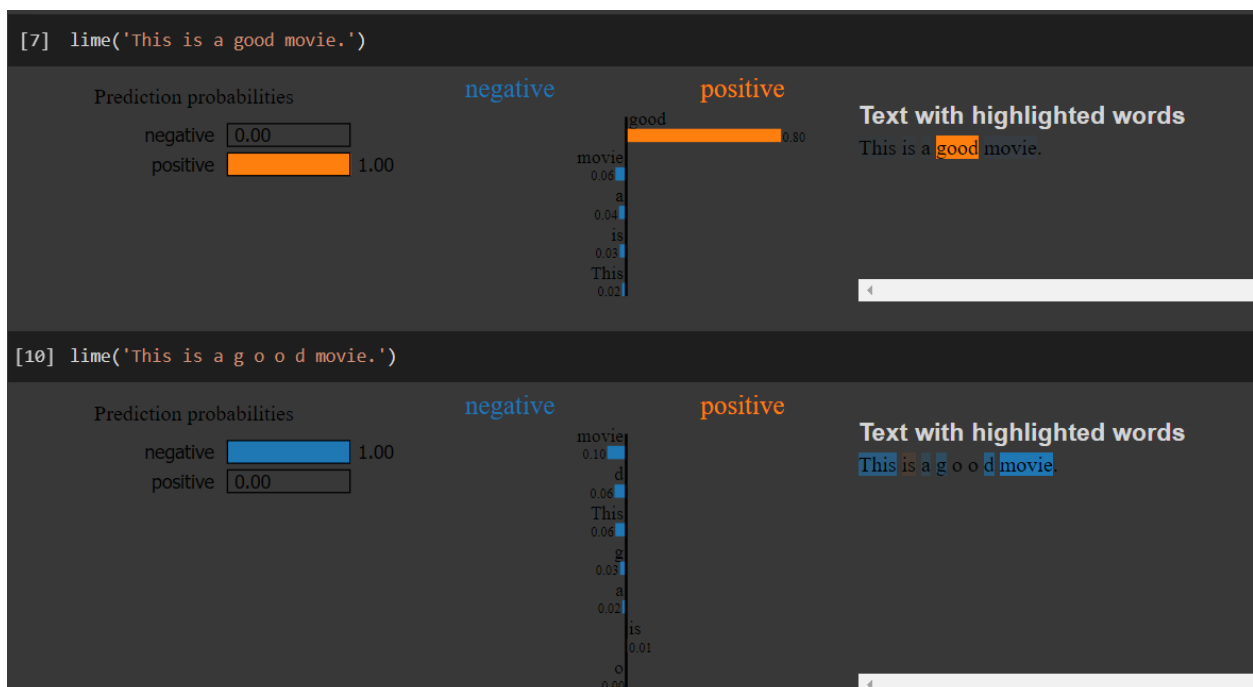 [7] lime('This is a good movie.')
Prediction probabilities
negative 0.00
positive 1.00
negative positive
good
0.80
movie
0.06
a
0.04
is
0.03
This
0.02
Text with highlighted words
This is a good movie.
[10] lime('This is a g o o d movie.')
Prediction probabilities
negative 1.00
positive 0.00
negative positive
movie
0.10
d
0.06
This
0.06
g
0.03
a
0.02
is
0.01
o
0.00
Text with highlighted words
This is a g o o d movie.